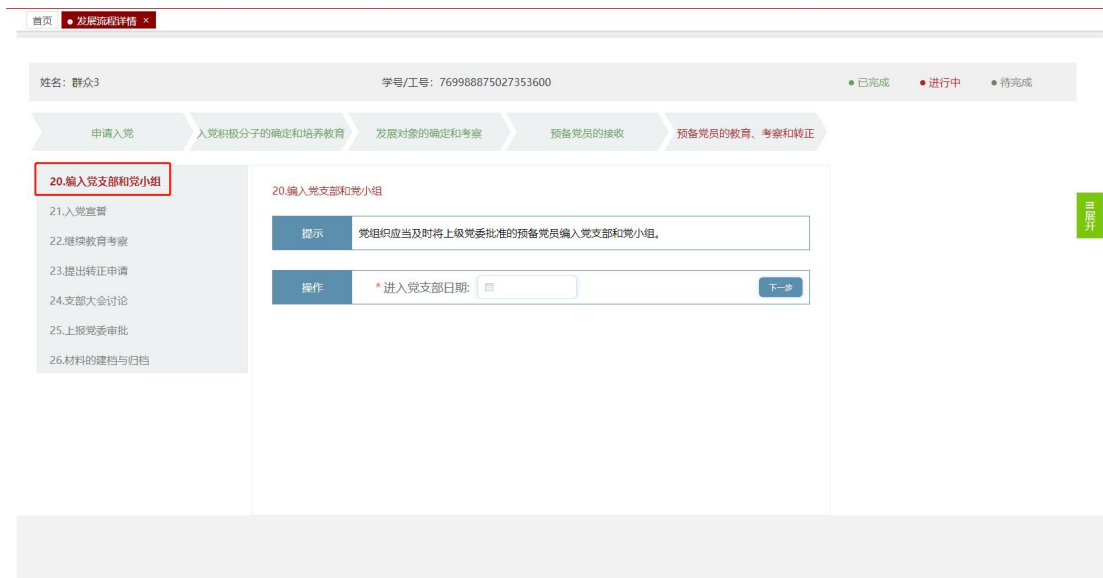 首页 ● 发展流程详情 ×
姓名：群众3 学号/工号：769988875027353600 ●已完成 ●进行中 ●待完成
申请入党 入党积极分子的确定和培养教育 发展对象的确定和考察 预备党员的接收 预备党员的教育、考察和转正
20.编入党支部和党小组
21.入党宣誓
22.继续教育考察
23.提出转正申请
24.支部大会讨论
25.上报党委审批
26.材料的建档与归档
20.编入党支部和党小组
提示 党组织应当及时将上级党委批准的预备党员编入党支部和党小组。
操作 *进入党支部日期: 下一步
展开